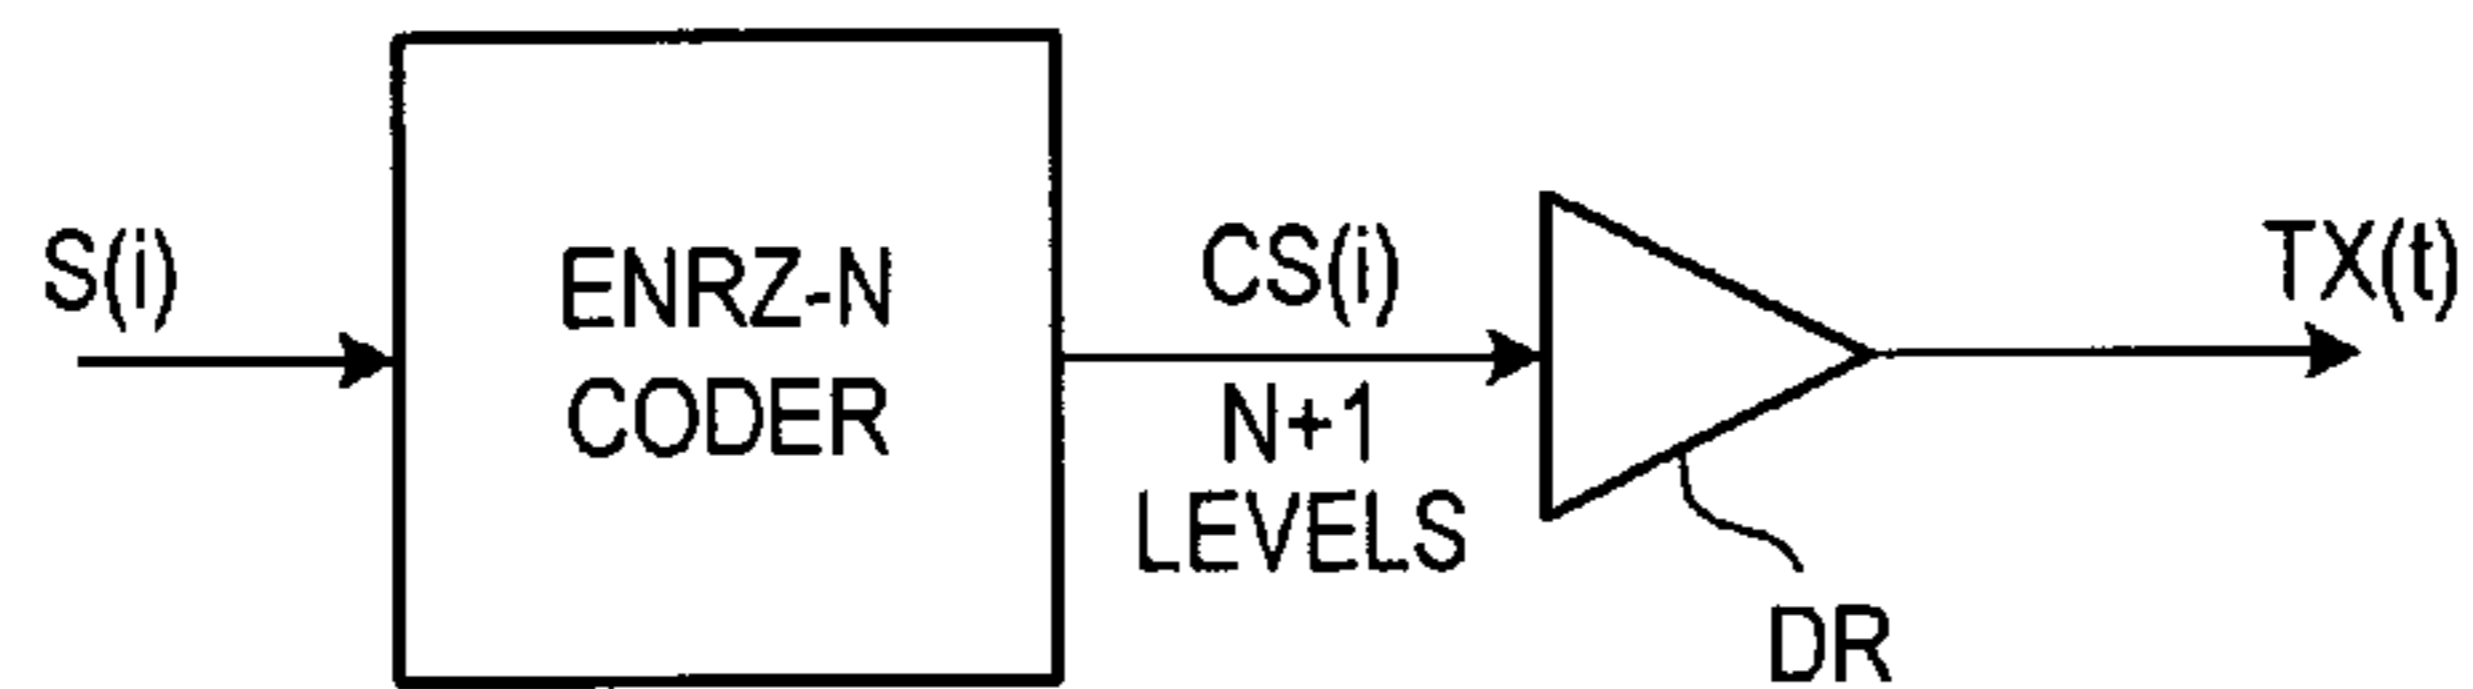 S(i)
ENRZ-N
CODER
CS(i)
N+1
LEVELS
TX(t)
DR